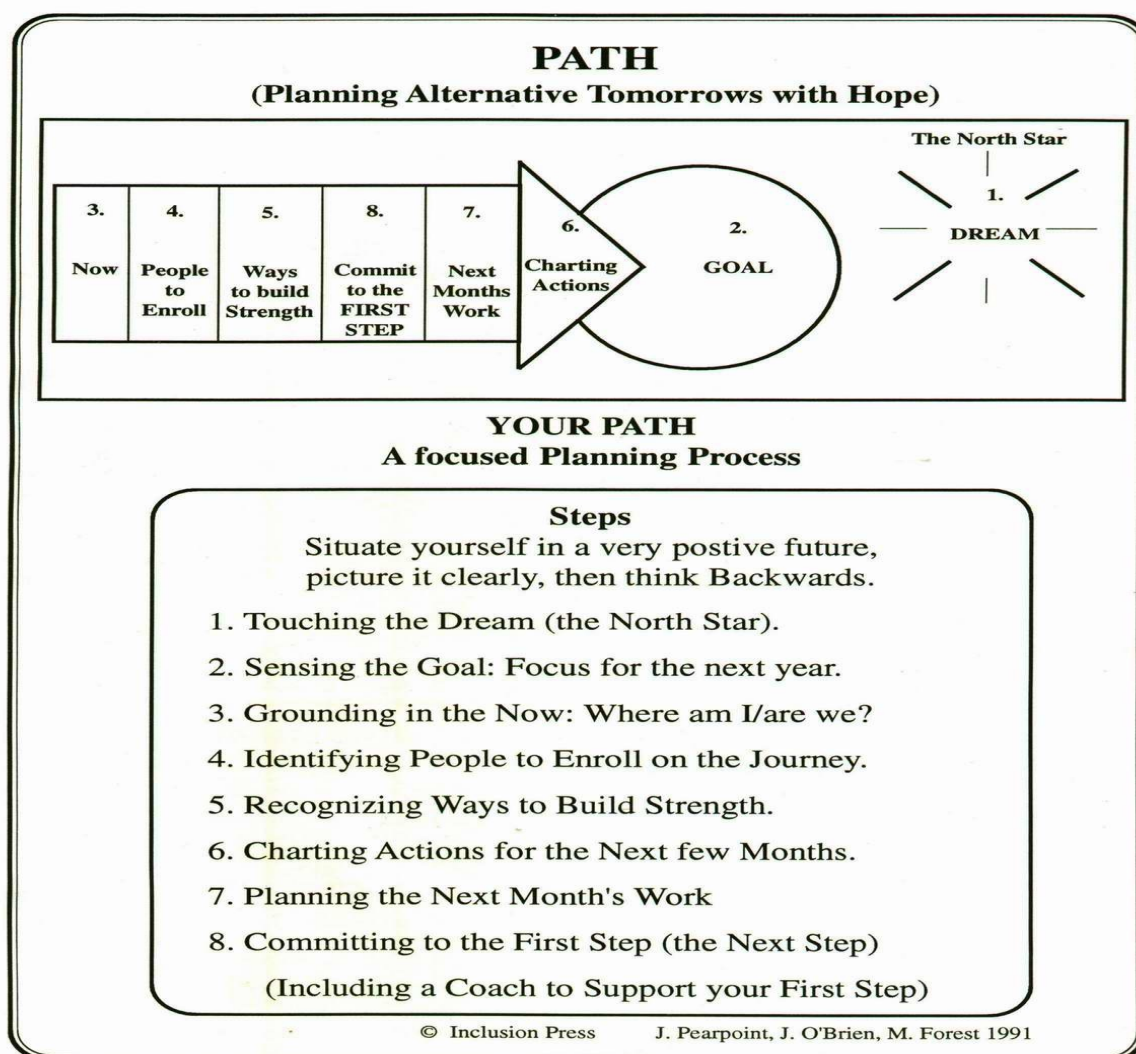 PATH
(Planning Alternative Tomorrows with Hope)
The North Star
1.
DREAM
3.
Now
4.
People
to
Enroll
5.
Ways
to build
Strength
8.
Commit
to the
FIRST
STEP
7.
Next
Months
Work
6.
Charting
Actions
2.
GOAL
YOUR PATH
A focused Planning Process
Steps
Situate yourself in a very postive future,
picture it clearly, then think Backwards.
1. Touching the Dream (the North Star).
2. Sensing the Goal: Focus for the next year.
3. Grounding in the Now: Where am I/are we?
4. Identifying People to Enroll on the Journey.
5. Recognizing Ways to Build Strength.
6. Charting Actions for the Next few Months.
7. Planning the Next Month's Work
8. Committing to the First Step (the Next Step)
(Including a Coach to Support your First Step)
© Inclusion Press J. Pearpoint, J. O'Brien, M. Forest 1991